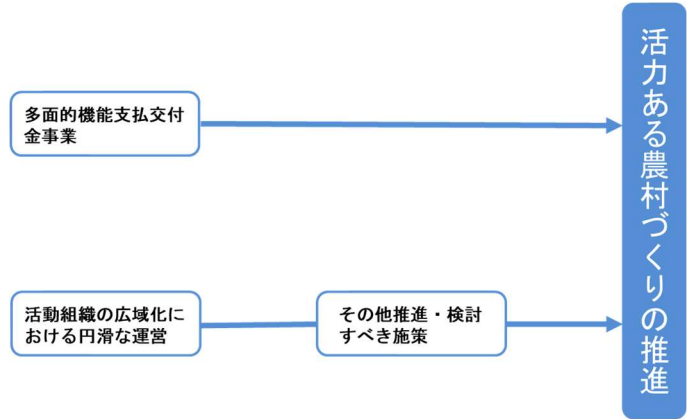 多面的機能支払交付
金事業
活動組織の広域化に
おける円滑な運営
その他推進・検討
すべき施策
活力ある農村づくりの推進